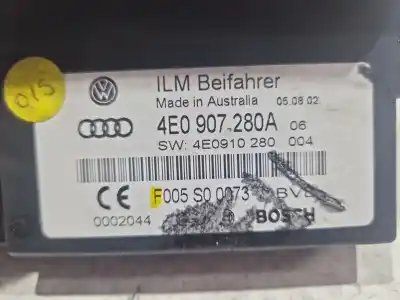 015
ILM Beifahrer
Made in Australia 05.08.02
4E0 907 280A 06
SW: 4E0910 280 004
F005 S0 0073
0002044 BOSCH